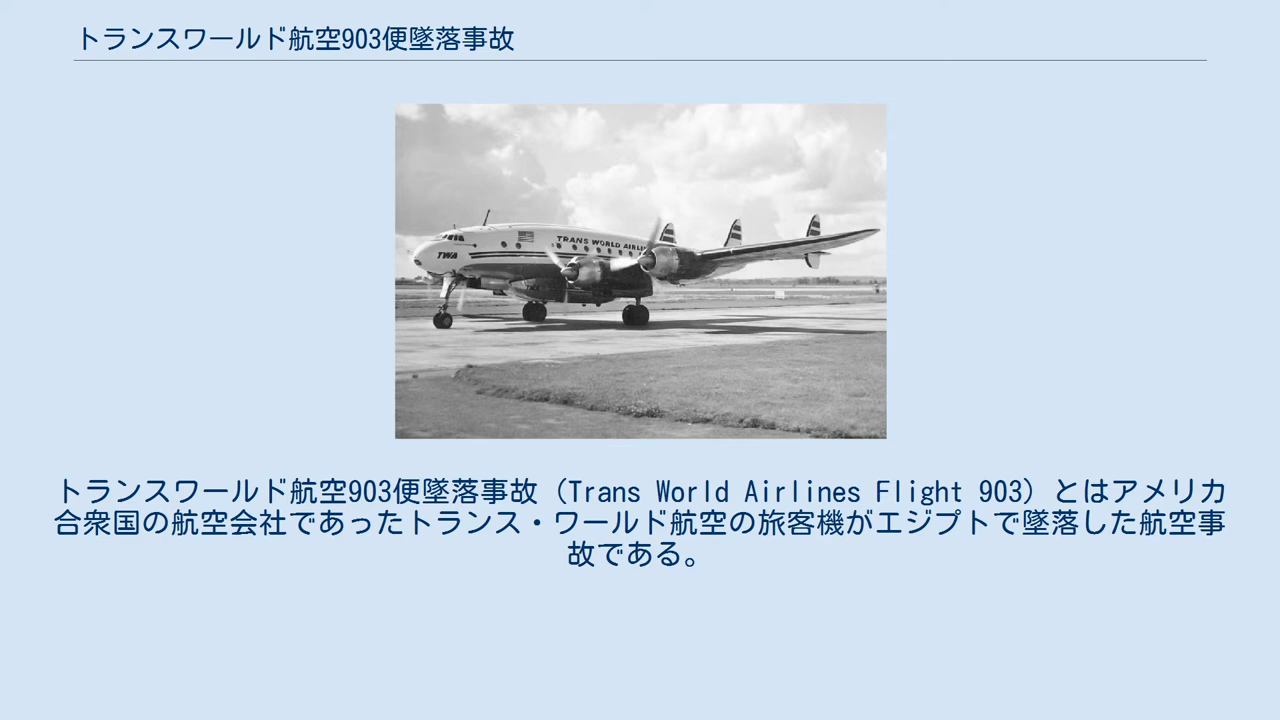 トランスワールド航空903便墜落事故
TRANS WORLD AIRLIN
TWA
トランスワールド航空903便墜落事故（Trans World Airlines Flight 903）とはアメリカ
合衆国の航空会社であったトランス・ワールド航空の旅客機がエジプトで墜落した航空事
故である。